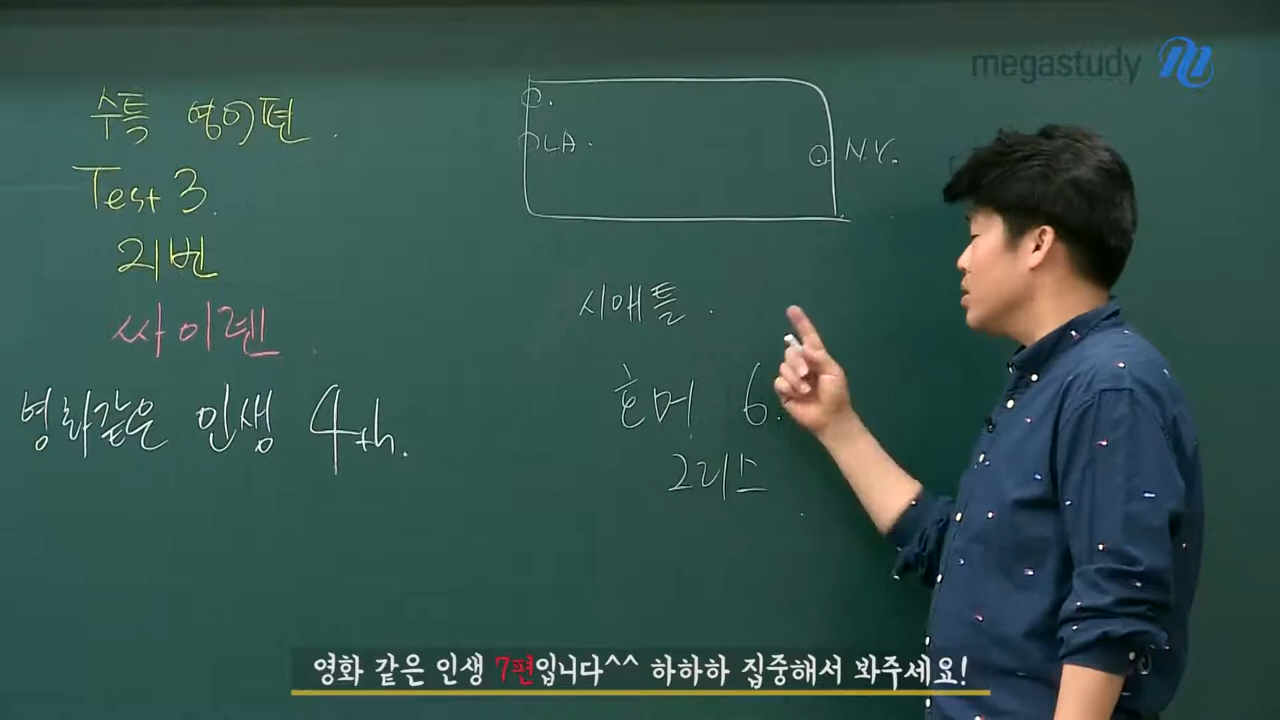 megastudy
수특 영어편.
Test 3.
21번
싸이렌
영화같은 인생 4th.
L.A.
N.Y.
시애틀.
호머 6.
그리스
영화 같은 인생 7편입니다^^ 하하하 집중해서 봐주세요!